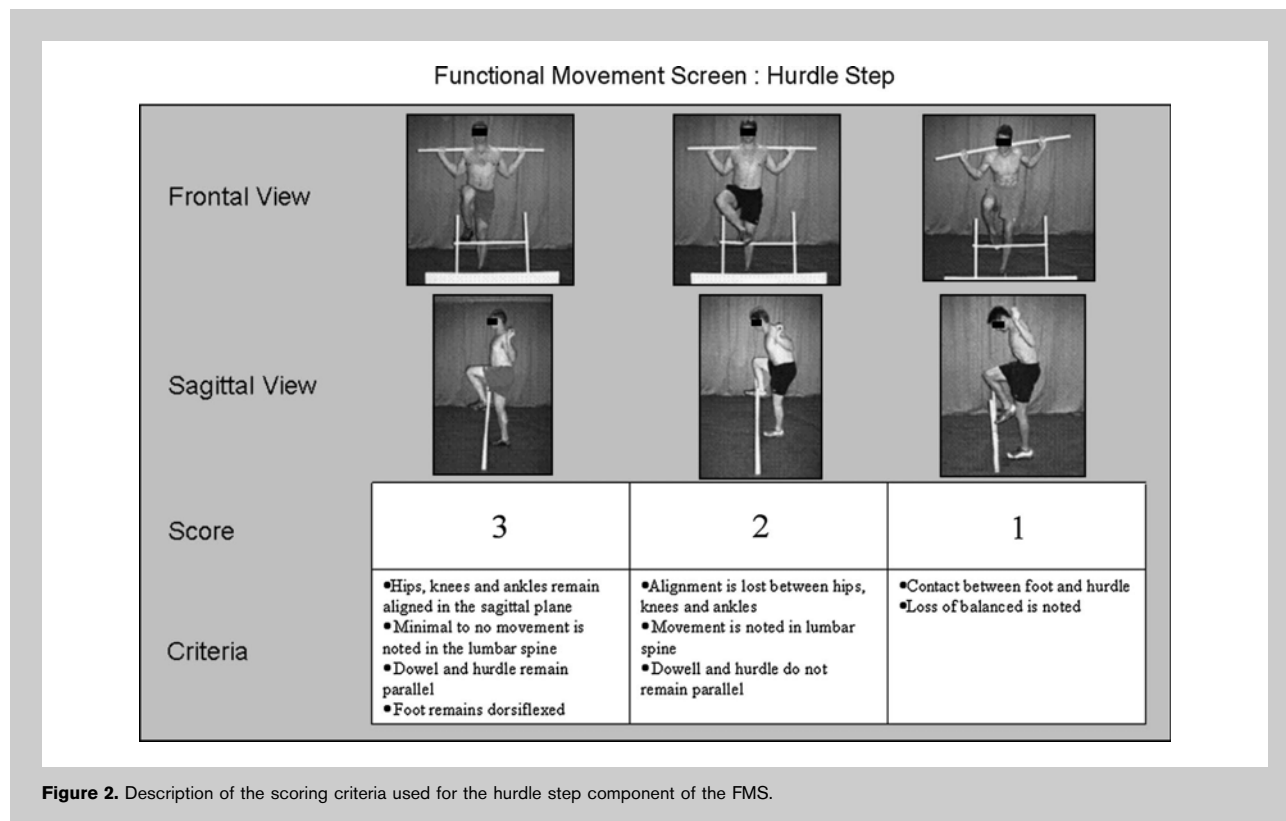 Functional Movement Screen : Hurdle Step
Frontal View
Sagittal View
Score
3
2
1
Criteria
•Hips, knees and ankles remain
aligned in the sagittal plane
•Minimal to no movement is
noted in the lumbar spine
•Dowel and hurdle remain
parallel
•Foot remains dorsiflexed
•Alignment is lost between hips,
knees and ankles
•Movement is noted in lumbar
spine
•Dowell and hurdle do not
remain parallel
•Contact between foot and hurdle
•Loss of balanced is noted
Figure 2. Description of the scoring criteria used for the hurdle step component of the FMS.